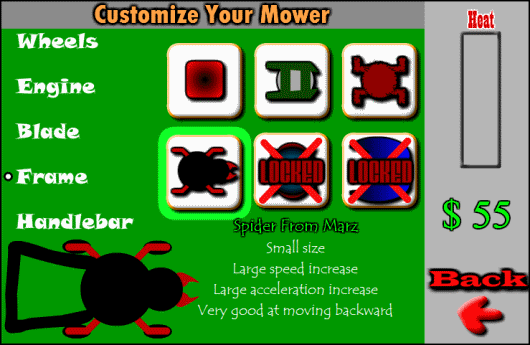 Customize Your Mower
Heat
Wheels
Engine
Blade
Frame
Handlebar
LOCKED
LOCKED
Spider From Marz
Small size
Large speed increase
Large acceleration increase
Very good at moving backward
$ 55
Back